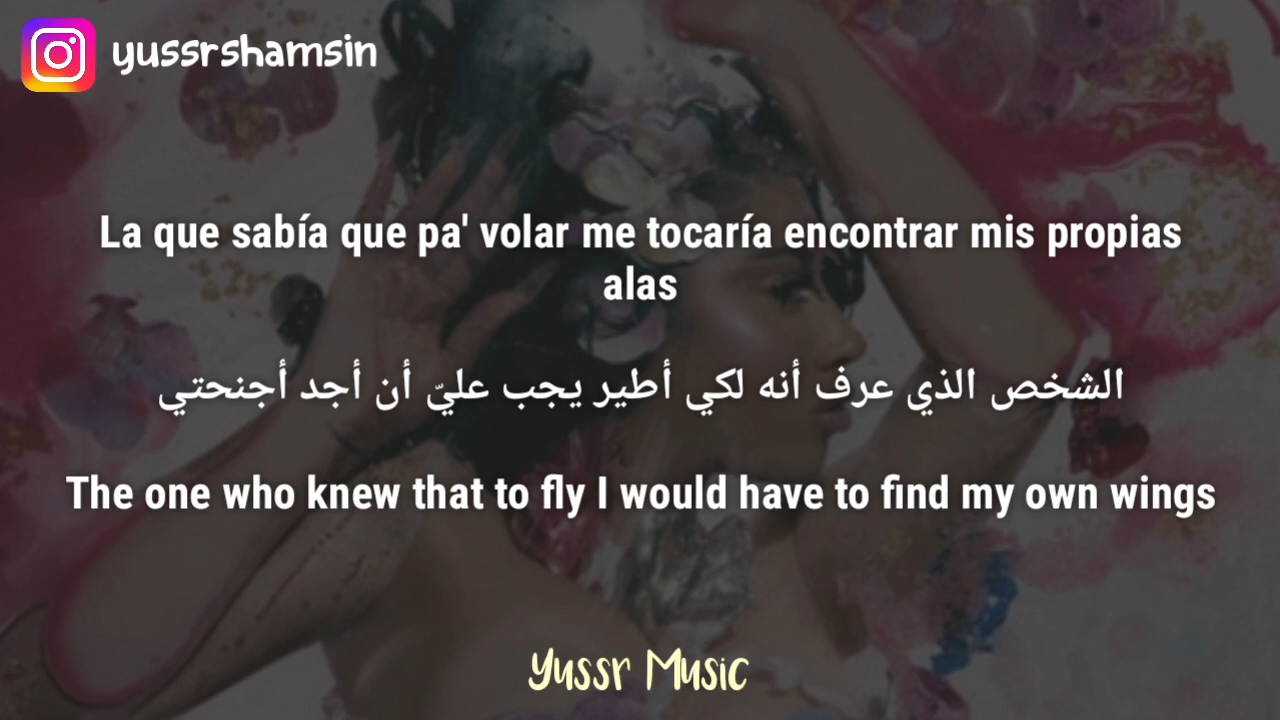 yussrshamsin
La que sabía que pa' volar me tocaría encontrar mis propias
alas
الشخص الذي عرف أنه لكي أطير يجب عليّ أن أجد أجنحتي
The one who knew that to fly I would have to find my own wings
Yussr Music